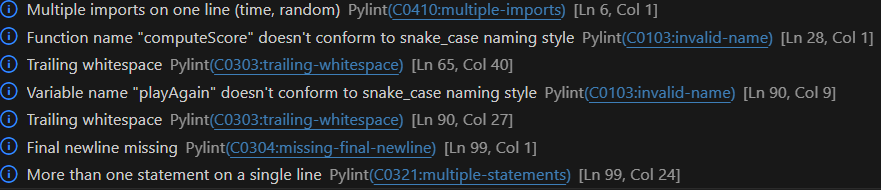 Multiple imports on one line (time, random) Pylint(C0410:multiple-imports) [Ln 6, Col 1]
Function name "computeScore" doesn't conform to snake_case naming style Pylint(C0103:invalid-name) [Ln 28, Col 1]
Trailing whitespace Pylint(C0303:trailing-whitespace) [Ln 65, Col 40]
Variable name "playAgain" doesn't conform to snake_case naming style Pylint(C0103:invalid-name) [Ln 90, Col 9]
Trailing whitespace Pylint(C0303:trailing-whitespace) [Ln 90, Col 27]
Final newline missing Pylint(C0304:missing-final-newline) [Ln 99, Col 1]
More than one statement on a single line Pylint(C0321:multiple-statements) [Ln 99, Col 24]